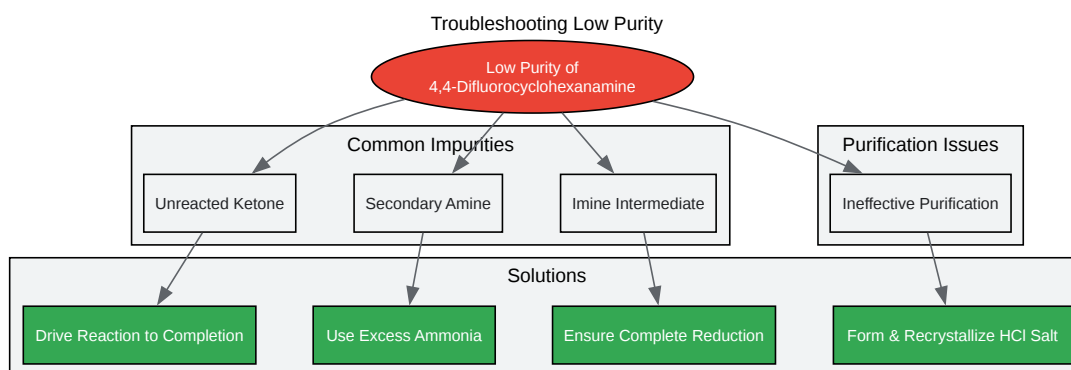 Troubleshooting Low Purity
Low Purity of
4,4-Difluorocyclohexanamine
Common Impurities
Purification Issues
Unreacted Ketone
Secondary Amine
Imine Intermediate
Ineffective Purification
Solutions
Drive Reaction to Completion
Use Excess Ammonia
Ensure Complete Reduction
Form & Recrystallize HCl Salt